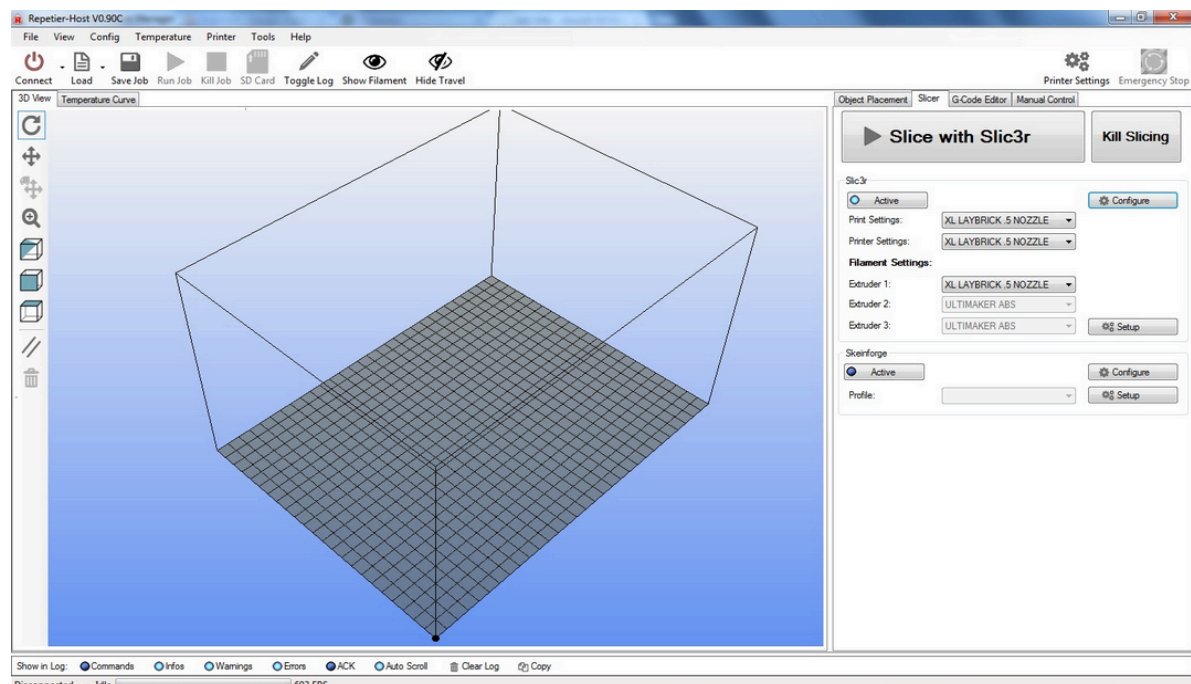 Repetier-Host V0.90C
File View Config Temperature Printer Tools Help
Connect Load Save Job Run Job Kill Job SD Card Toggle Log Show Filament Hide Travel Printer Settings Emergency Stop
3D View Temperature Curve
Object Placement Slicer G-Code Editor Manual Control
Slice with Slic3r Kill Slicing
Slic3r
Active Configure
Print Settings: XL LAYBRICK .5 NOZZLE
Printer Settings: XL LAYBRICK .5 NOZZLE
Filament Settings:
Extruder 1: XL LAYBRICK .5 NOZZLE
Extruder 2: ULTIMAKER ABS
Extruder 3: ULTIMAKER ABS Setup
Skeinforge
Active Configure
Profile: Setup
Show in Log: Commands Infos Warnings Errors ACK Auto Scroll Clear Log Copy
Disconnected Idle